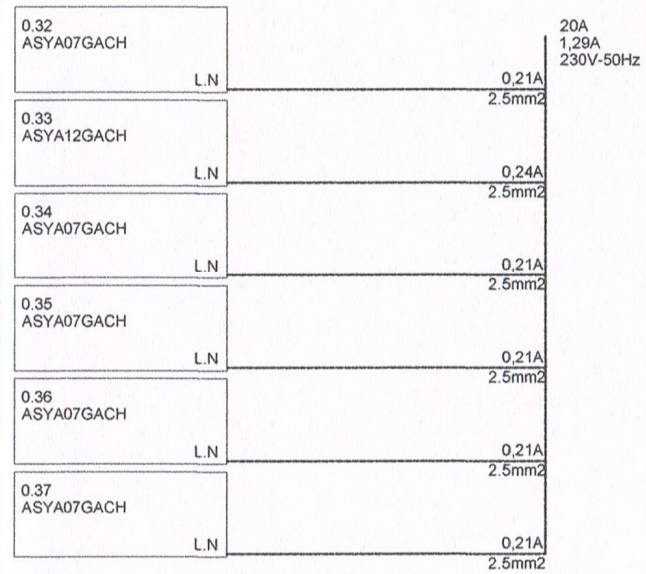 0.32
ASYA07GACH
L.N
0,21A
2.5mm2
20A
1,29A
230V-50Hz
0.33
ASYA12GACH
L.N
0,24A
2.5mm2
0.34
ASYA07GACH
L.N
0,21A
2.5mm2
0.35
ASYA07GACH
L.N
0,21A
2.5mm2
0.36
ASYA07GACH
L.N
0,21A
2.5mm2
0.37
ASYA07GACH
L.N
0,21A
2.5mm2